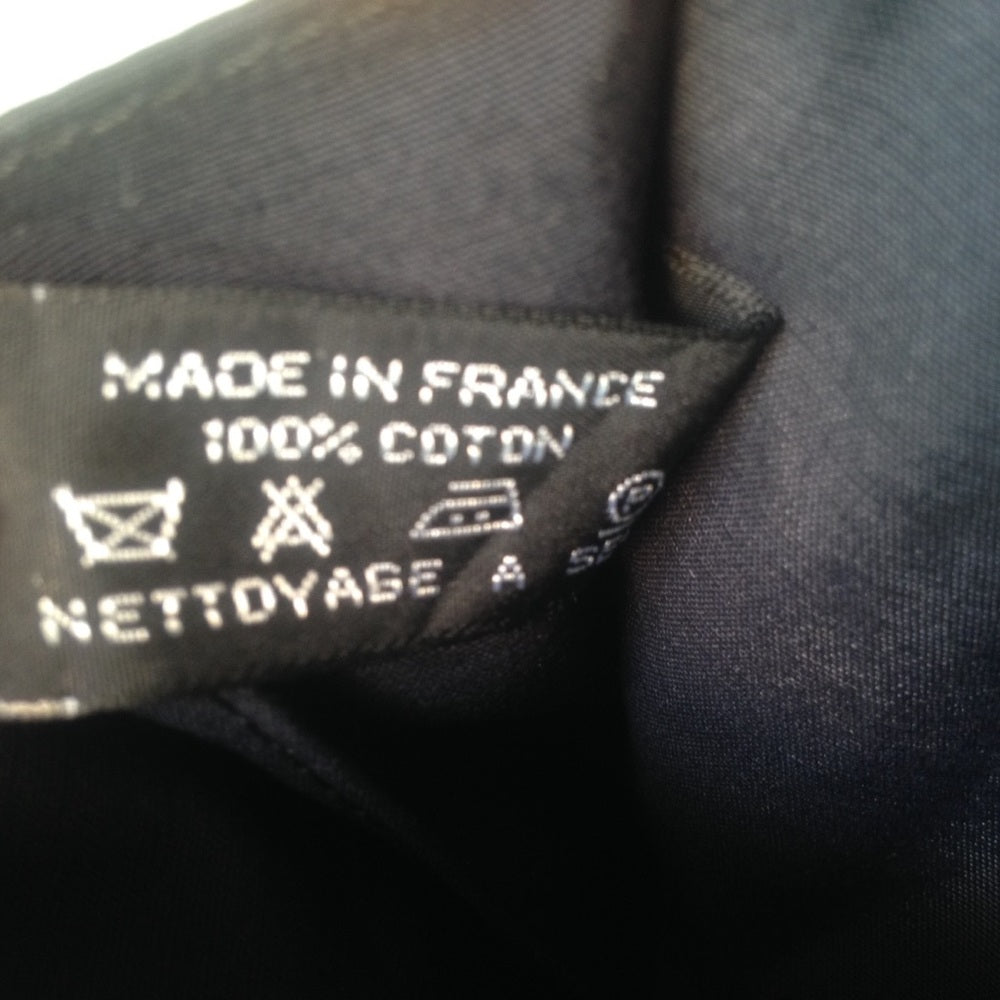 MADE IN FRANCE
100% COTON
P
NETTOYAGE A